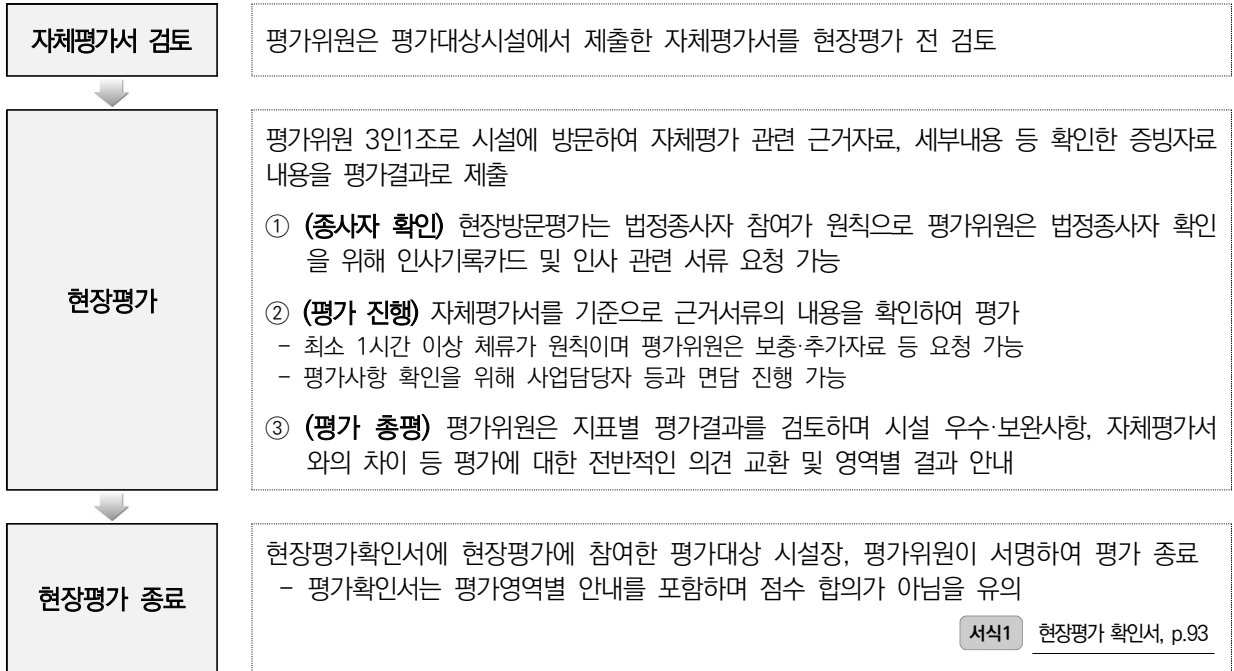 자체평가서 검토
평가위원은 평가대상시설에서 제출한 자체평가서를 현장평가 전 검토
현장평가
평가위원 3인1조로 시설에 방문하여 자체평가 관련 근거자료, 세부내용 등 확인한 증빙자료
내용을 평가결과로 제출
① (종사자 확인) 현장방문평가는 법정종사자 참여가 원칙으로 평가위원은 법정종사자 확인
을 위해 인사기록카드 및 인사 관련 서류 요청 가능
② (평가 진행) 자체평가서를 기준으로 근거서류의 내용을 확인하여 평가
- 최소 1시간 이상 체류가 원칙이며 평가위원은 보충·추가자료 등 요청 가능
- 평가사항 확인을 위해 사업담당자 등과 면담 진행 가능
③ (평가 총평) 평가위원은 지표별 평가결과를 검토하며 시설 우수·보완사항, 자체평가서
와의 차이 등 평가에 대한 전반적인 의견 교환 및 영역별 결과 안내
현장평가 종료
현장평가확인서에 현장평가에 참여한 평가대상 시설장, 평가위원이 서명하여 평가 종료
- 평가확인서는 평가영역별 안내를 포함하며 점수 합의가 아님을 유의
서식1 현장평가 확인서, p.93